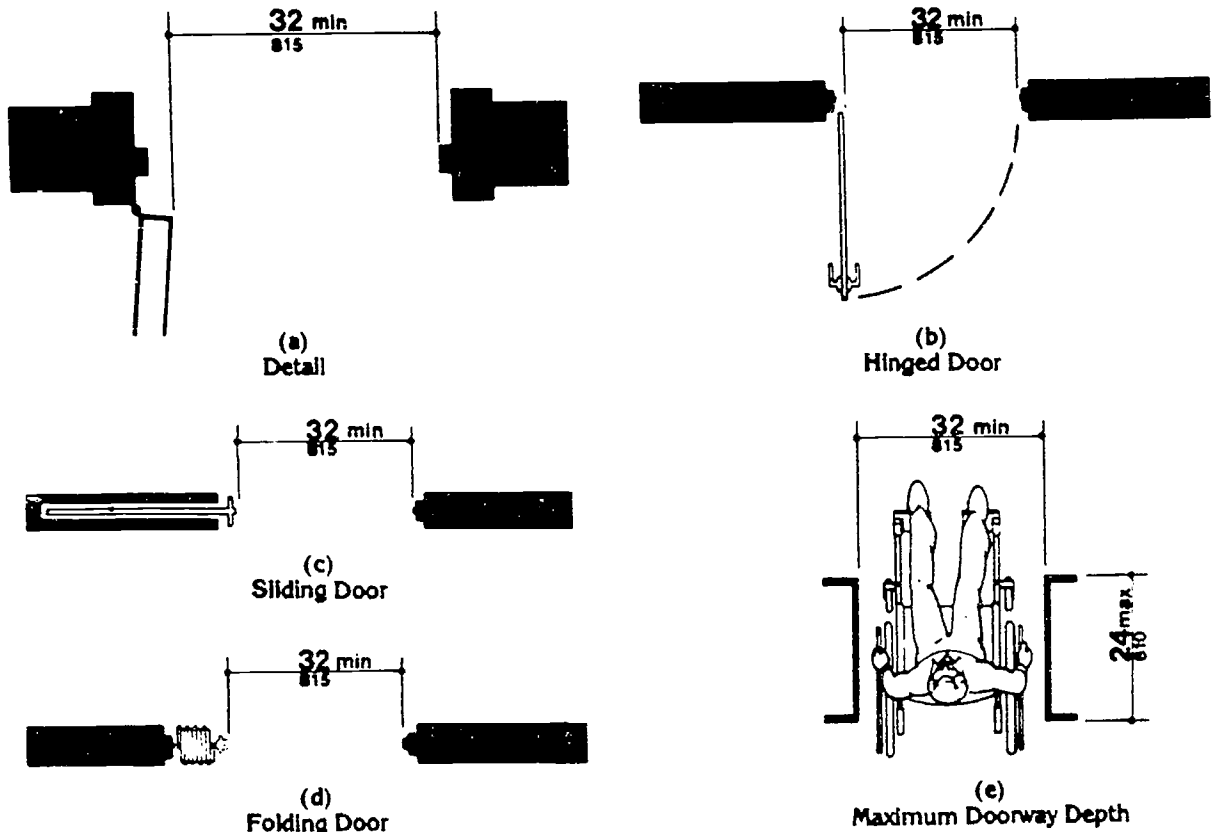 32 min
815
(a)
Detail
32 min
815
(b)
Hinged Door
32 min
815
(c)
Sliding Door
32 min
815
(d)
Folding Door
32 min
815
24 max
610
(e)
Maximum Doorway Depth